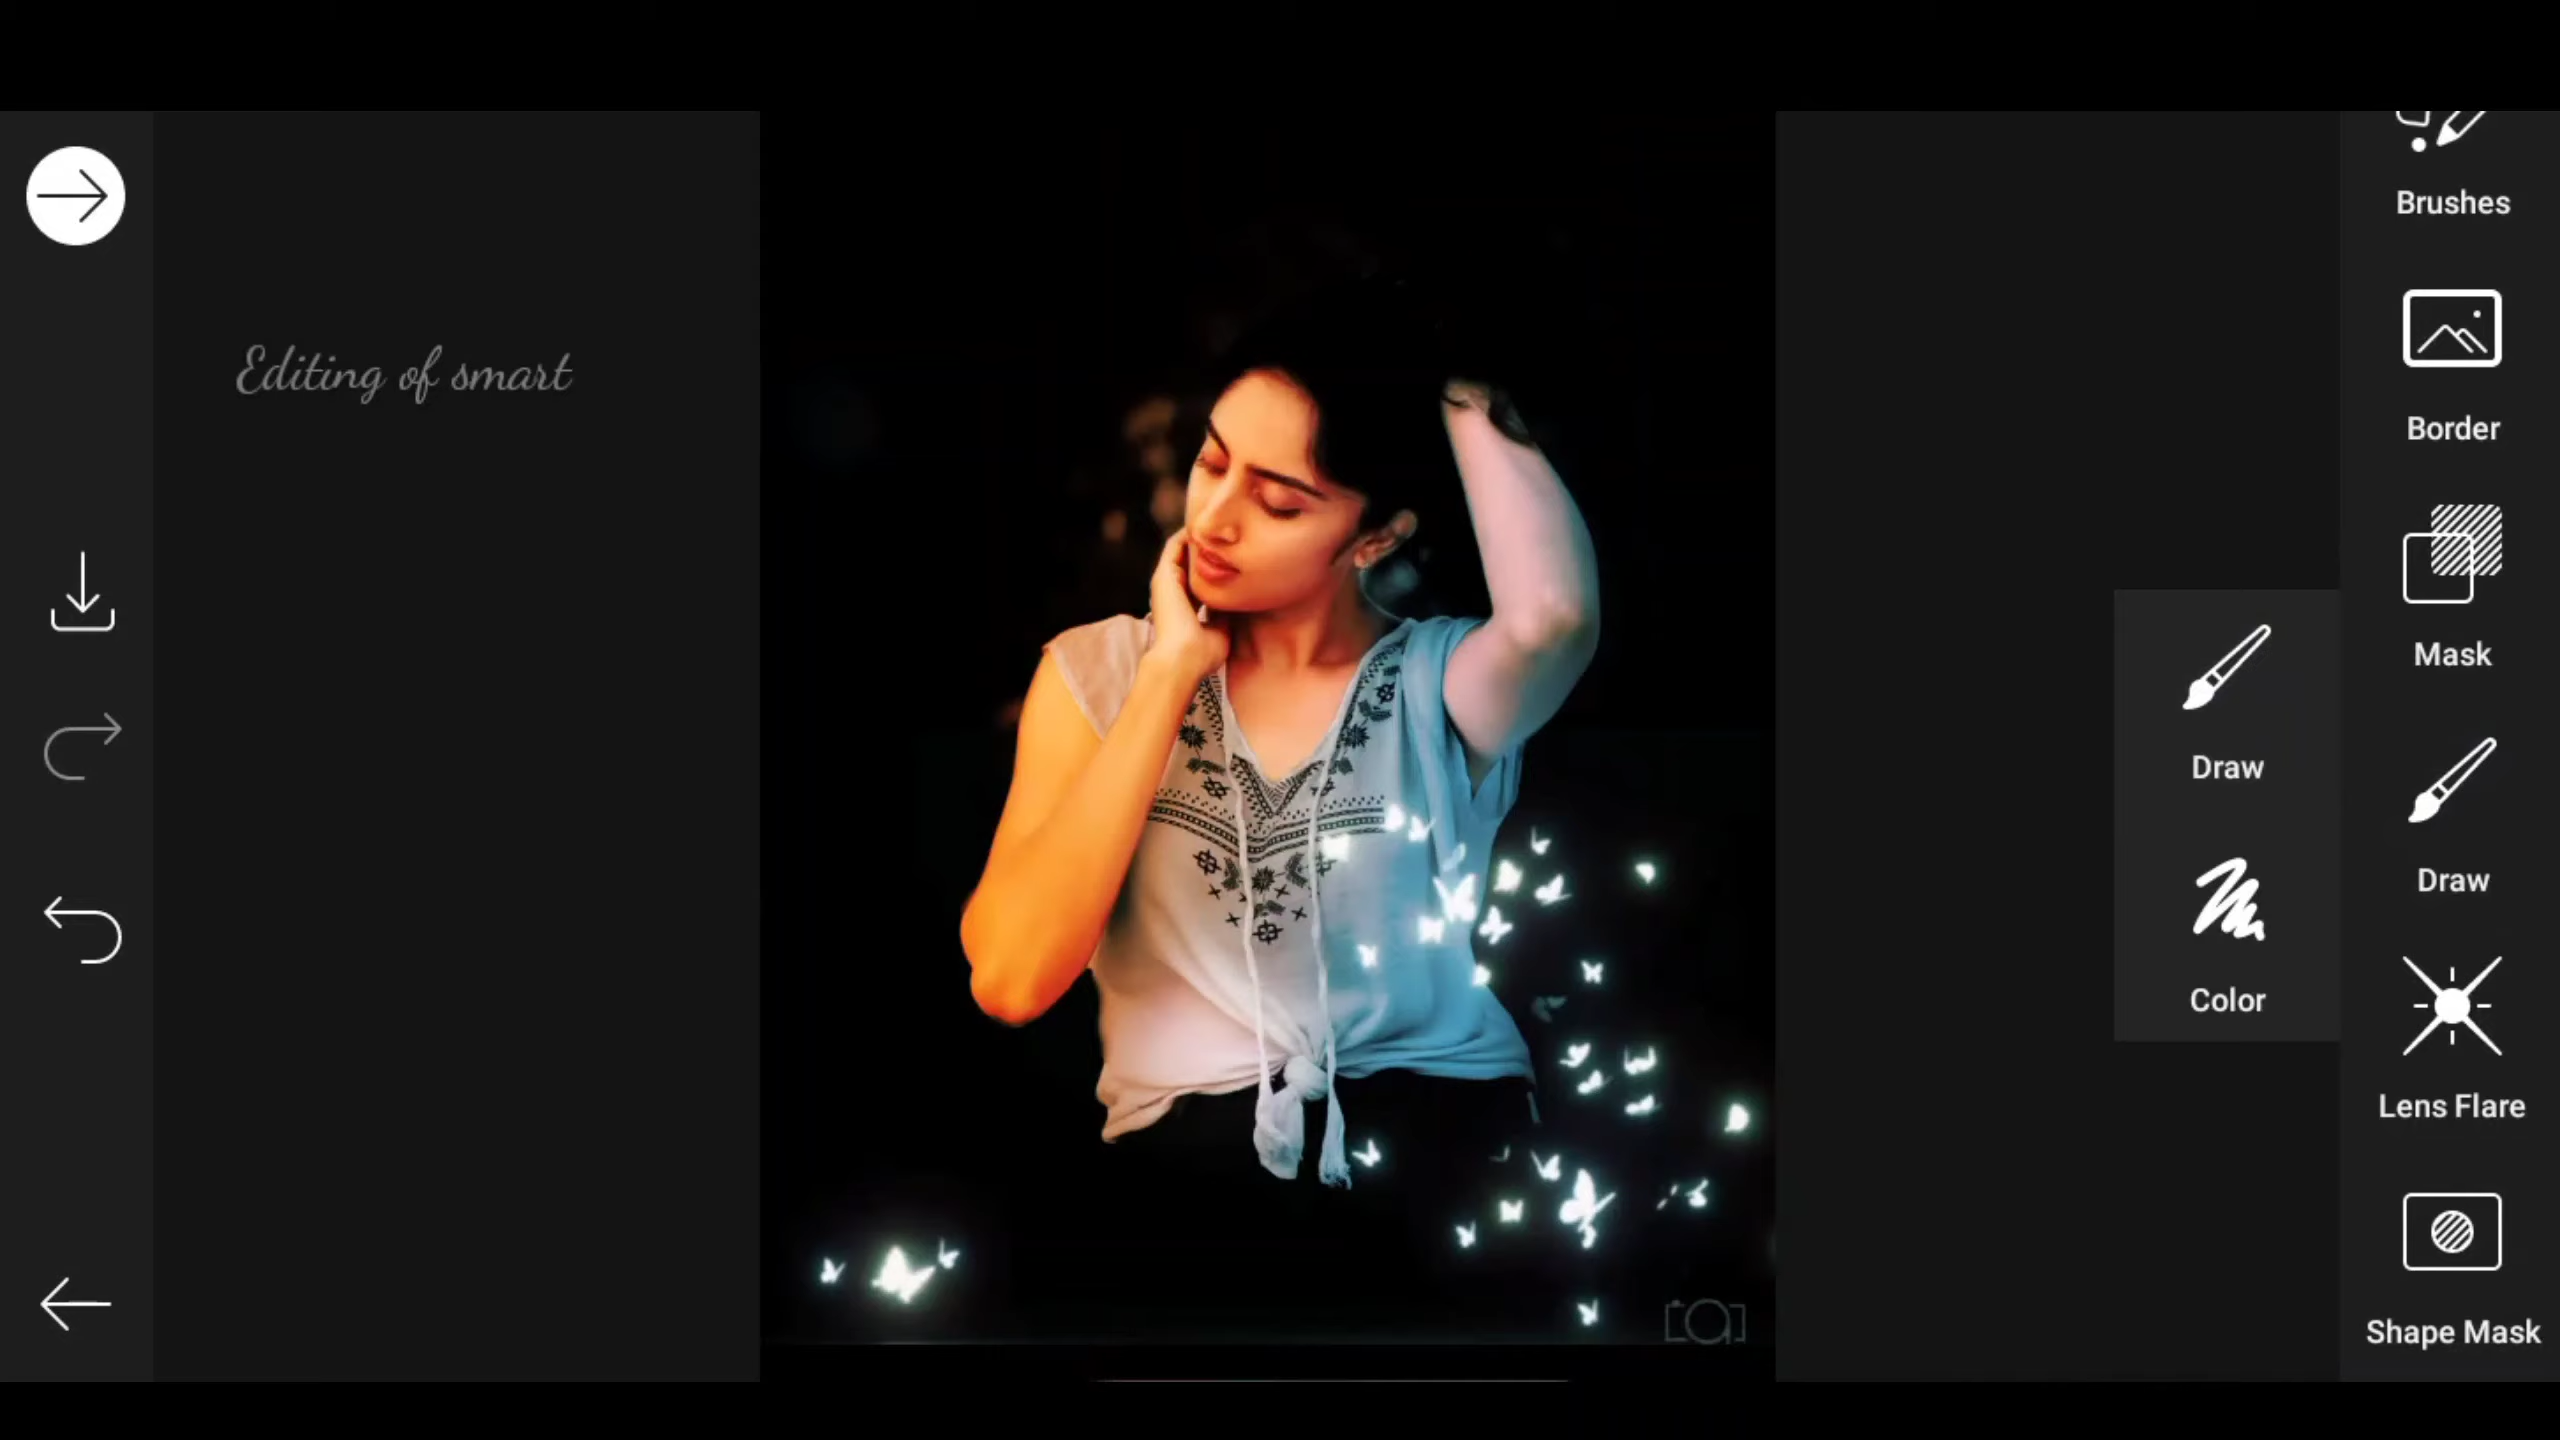 Editing of smart
Brushes
Border
Mask
Draw
Draw
Color
Lens Flare
Shape Mask